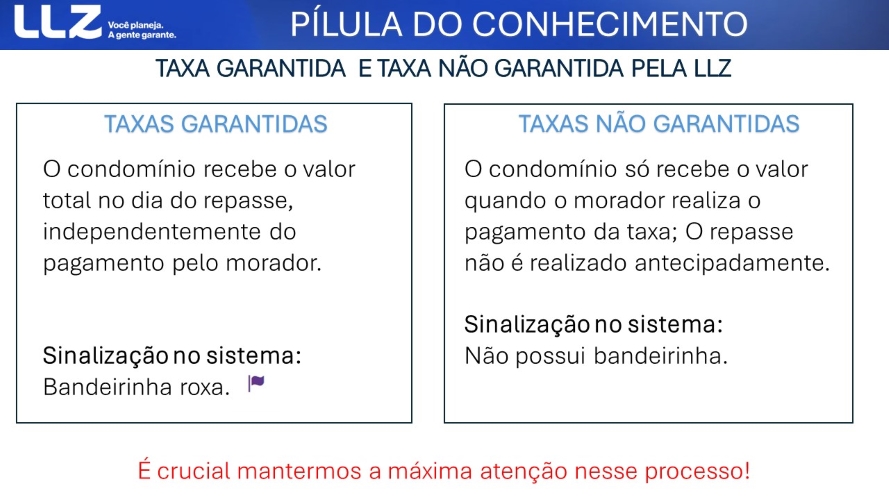 LLZ
Você planeja.
A gente garante.
PÍLULA DO CONHECIMENTO
TAXA GARANTIDA E TAXA NÃO GARANTIDA PELA LLZ
TAXAS GARANTIDAS
O condomínio recebe o valor
total no dia do repasse,
independentemente do
pagamento pelo morador.
Sinalização no sistema:
Bandeirinha roxa.
TAXAS NÃO GARANTIDAS
O condomínio só recebe o valor
quando o morador realiza o
pagamento da taxa; O repasse
não é realizado antecipadamente.
Sinalização no sistema:
Não possui bandeirinha.
É crucial mantermos a máxima atenção nesse processo!